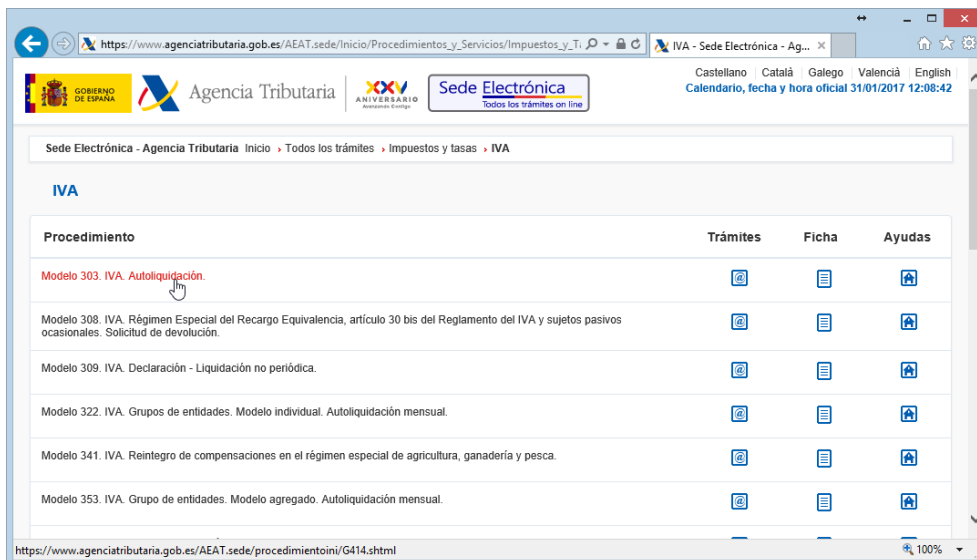 https://www.agenciatributaria.gob.es/AEAT.sede/Inicio/Procedimientos_y_Servicios/Impuestos_y_T
IVA - Sede Electrónica - Ag...
GOBIERNO
DE ESPAÑA
Agencia Tributaria
XXV
ANIVERSARIO
Avanzando Contigo
Sede Electrónica
Todos los trámites on line
Castellano Català Galego Valencià English
Calendario, fecha y hora oficial 31/01/2017 12:08:42
Sede Electrónica - Agencia Tributaria Inicio › Todos los trámites › Impuestos y tasas › IVA
IVA
Procedimiento Trámites Ficha Ayudas
Modelo 303. IVA. Autoliquidación.
Modelo 308. IVA. Régimen Especial del Recargo Equivalencia, artículo 30 bis del Reglamento del IVA y sujetos pasivos
ocasionales. Solicitud de devolución.
Modelo 309. IVA. Declaración - Liquidación no periódica.
Modelo 322. IVA. Grupos de entidades. Modelo individual. Autoliquidación mensual.
Modelo 341. IVA. Reintegro de compensaciones en el régimen especial de agricultura, ganadería y pesca.
Modelo 353. IVA. Grupo de entidades. Modelo agregado. Autoliquidación mensual.
https://www.agenciatributaria.gob.es/AEAT.sede/procedimientoini/G414.shtml
100%